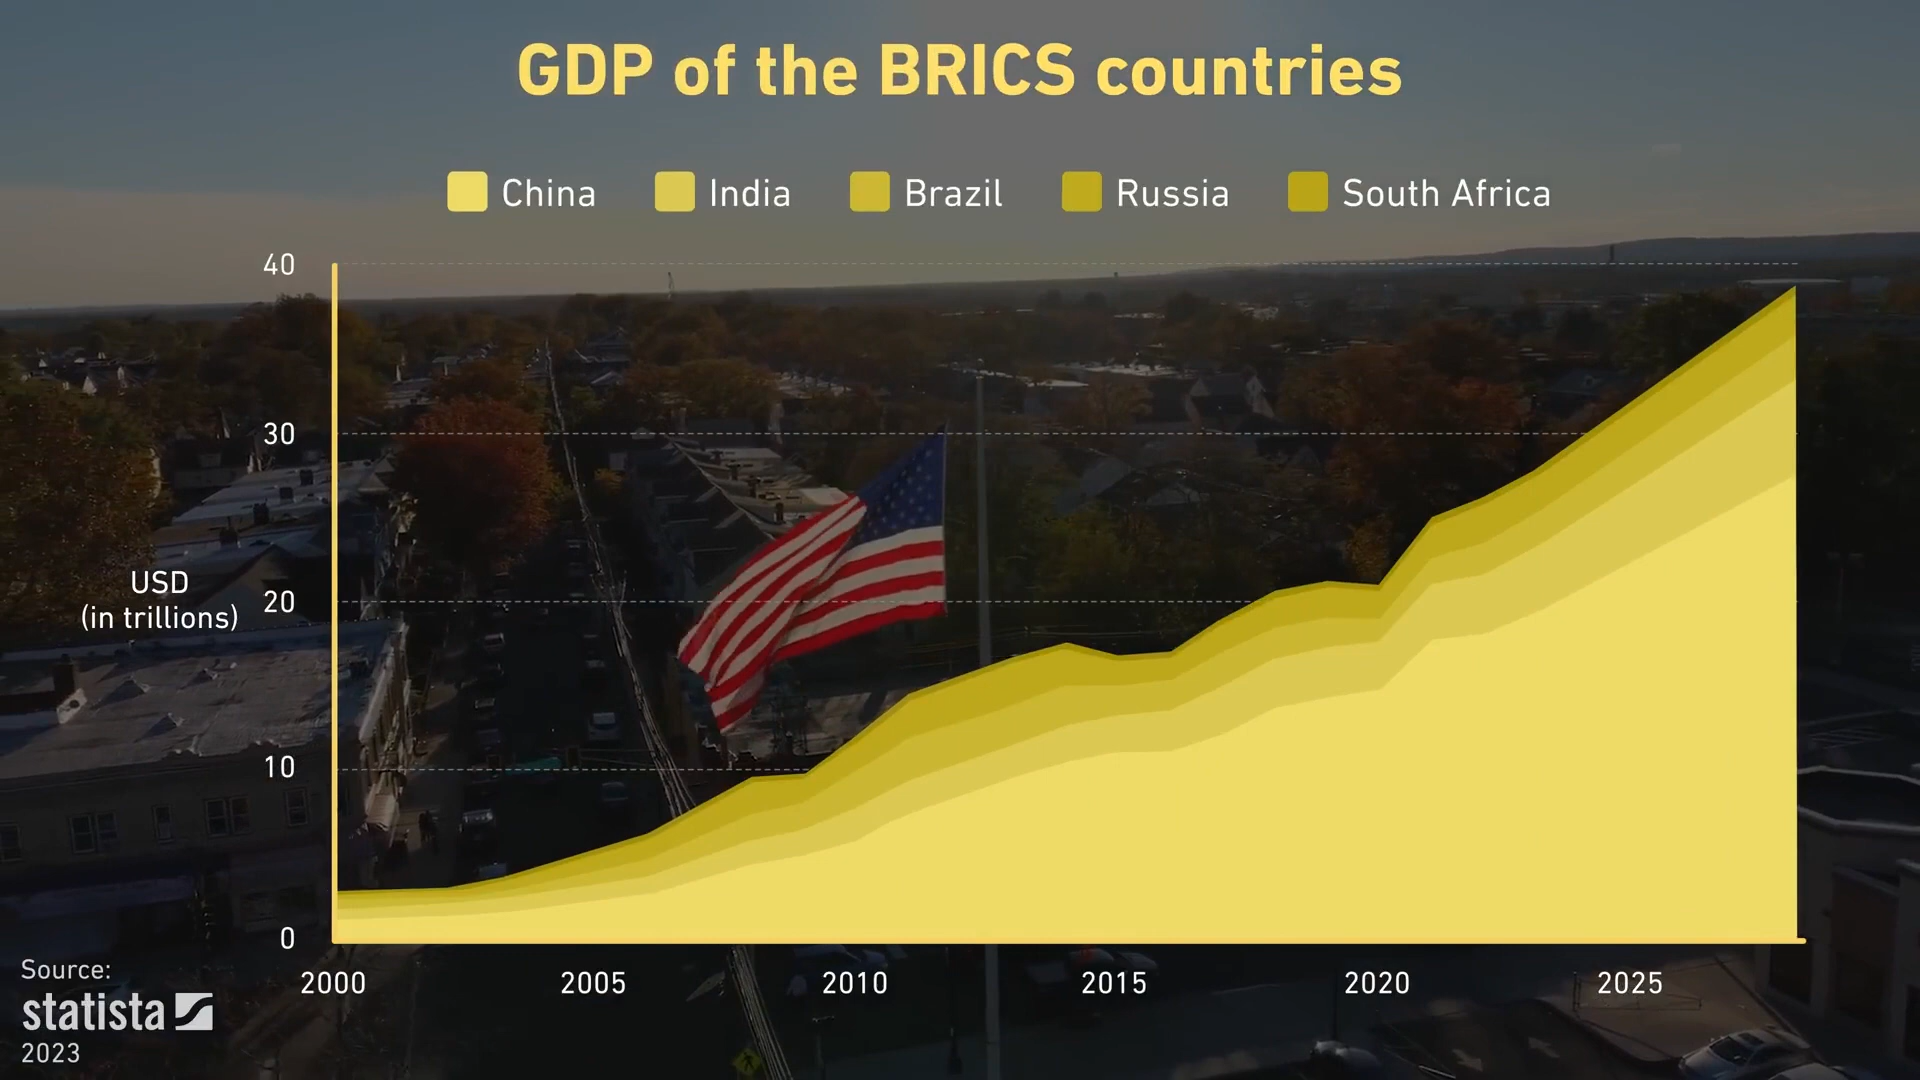 GDP of the BRICS countries
China India Brazil Russia South Africa
40
30
USD
(in trillions)
20
10
0
2000 2005 2010 2015 2020 2025
Source:
statista
2023